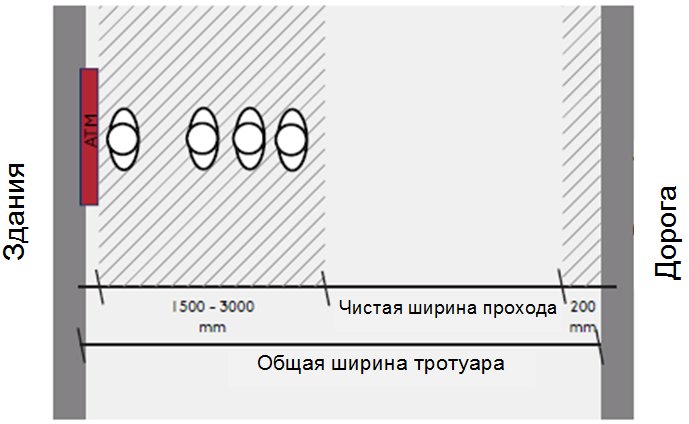 ATM
Здания
Дорога
1500 - 3000
mm
Чистая ширина прохода
200
mm
Общая ширина тротуара